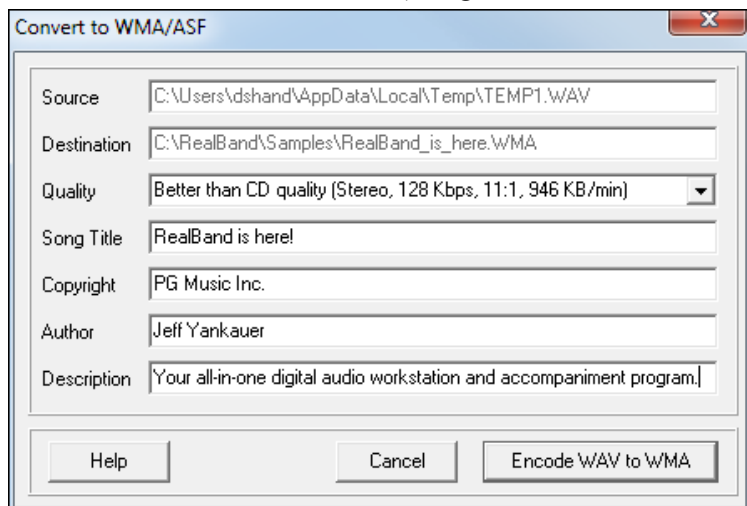 Convert to WMA/ASF
Source C:\Users\dshand\AppData\Local\Temp\TEMP1.WAV
Destination C:\RealBand\Samples\RealBand_is_here.WMA
Quality Better than CD quality (Stereo, 128 Kbps, 11:1, 946 KB/min)
Song Title RealBand is here!
Copyright PG Music Inc.
Author Jeff Yankauer
Description Your all-in-one digital audio workstation and accompaniment program.
Help Cancel Encode WAV to WMA